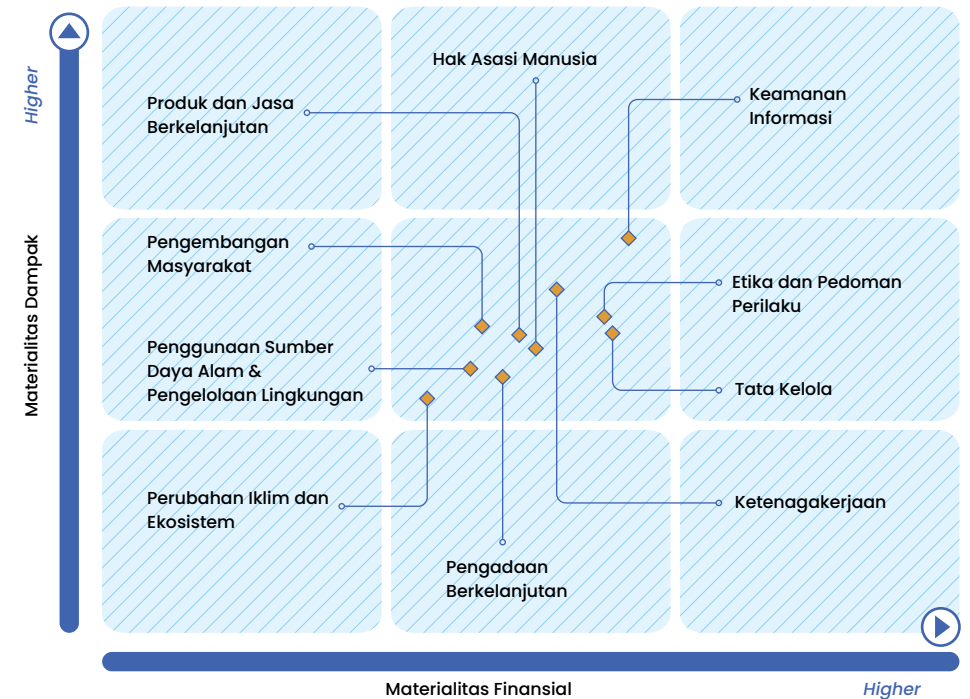 Higher
Materialitas Dampak
Hak Asasi Manusia
Produk dan Jasa
Berkelanjutan
Keamanan
Informasi
Pengembangan
Masyarakat
Etika dan Pedoman
Perilaku
Penggunaan Sumber
Daya Alam &
Pengelolaan Lingkungan
Tata Kelola
Perubahan Iklim dan
Ekosistem
Ketenagakerjaan
Pengadaan
Berkelanjutan
Materialitas Finansial
Higher